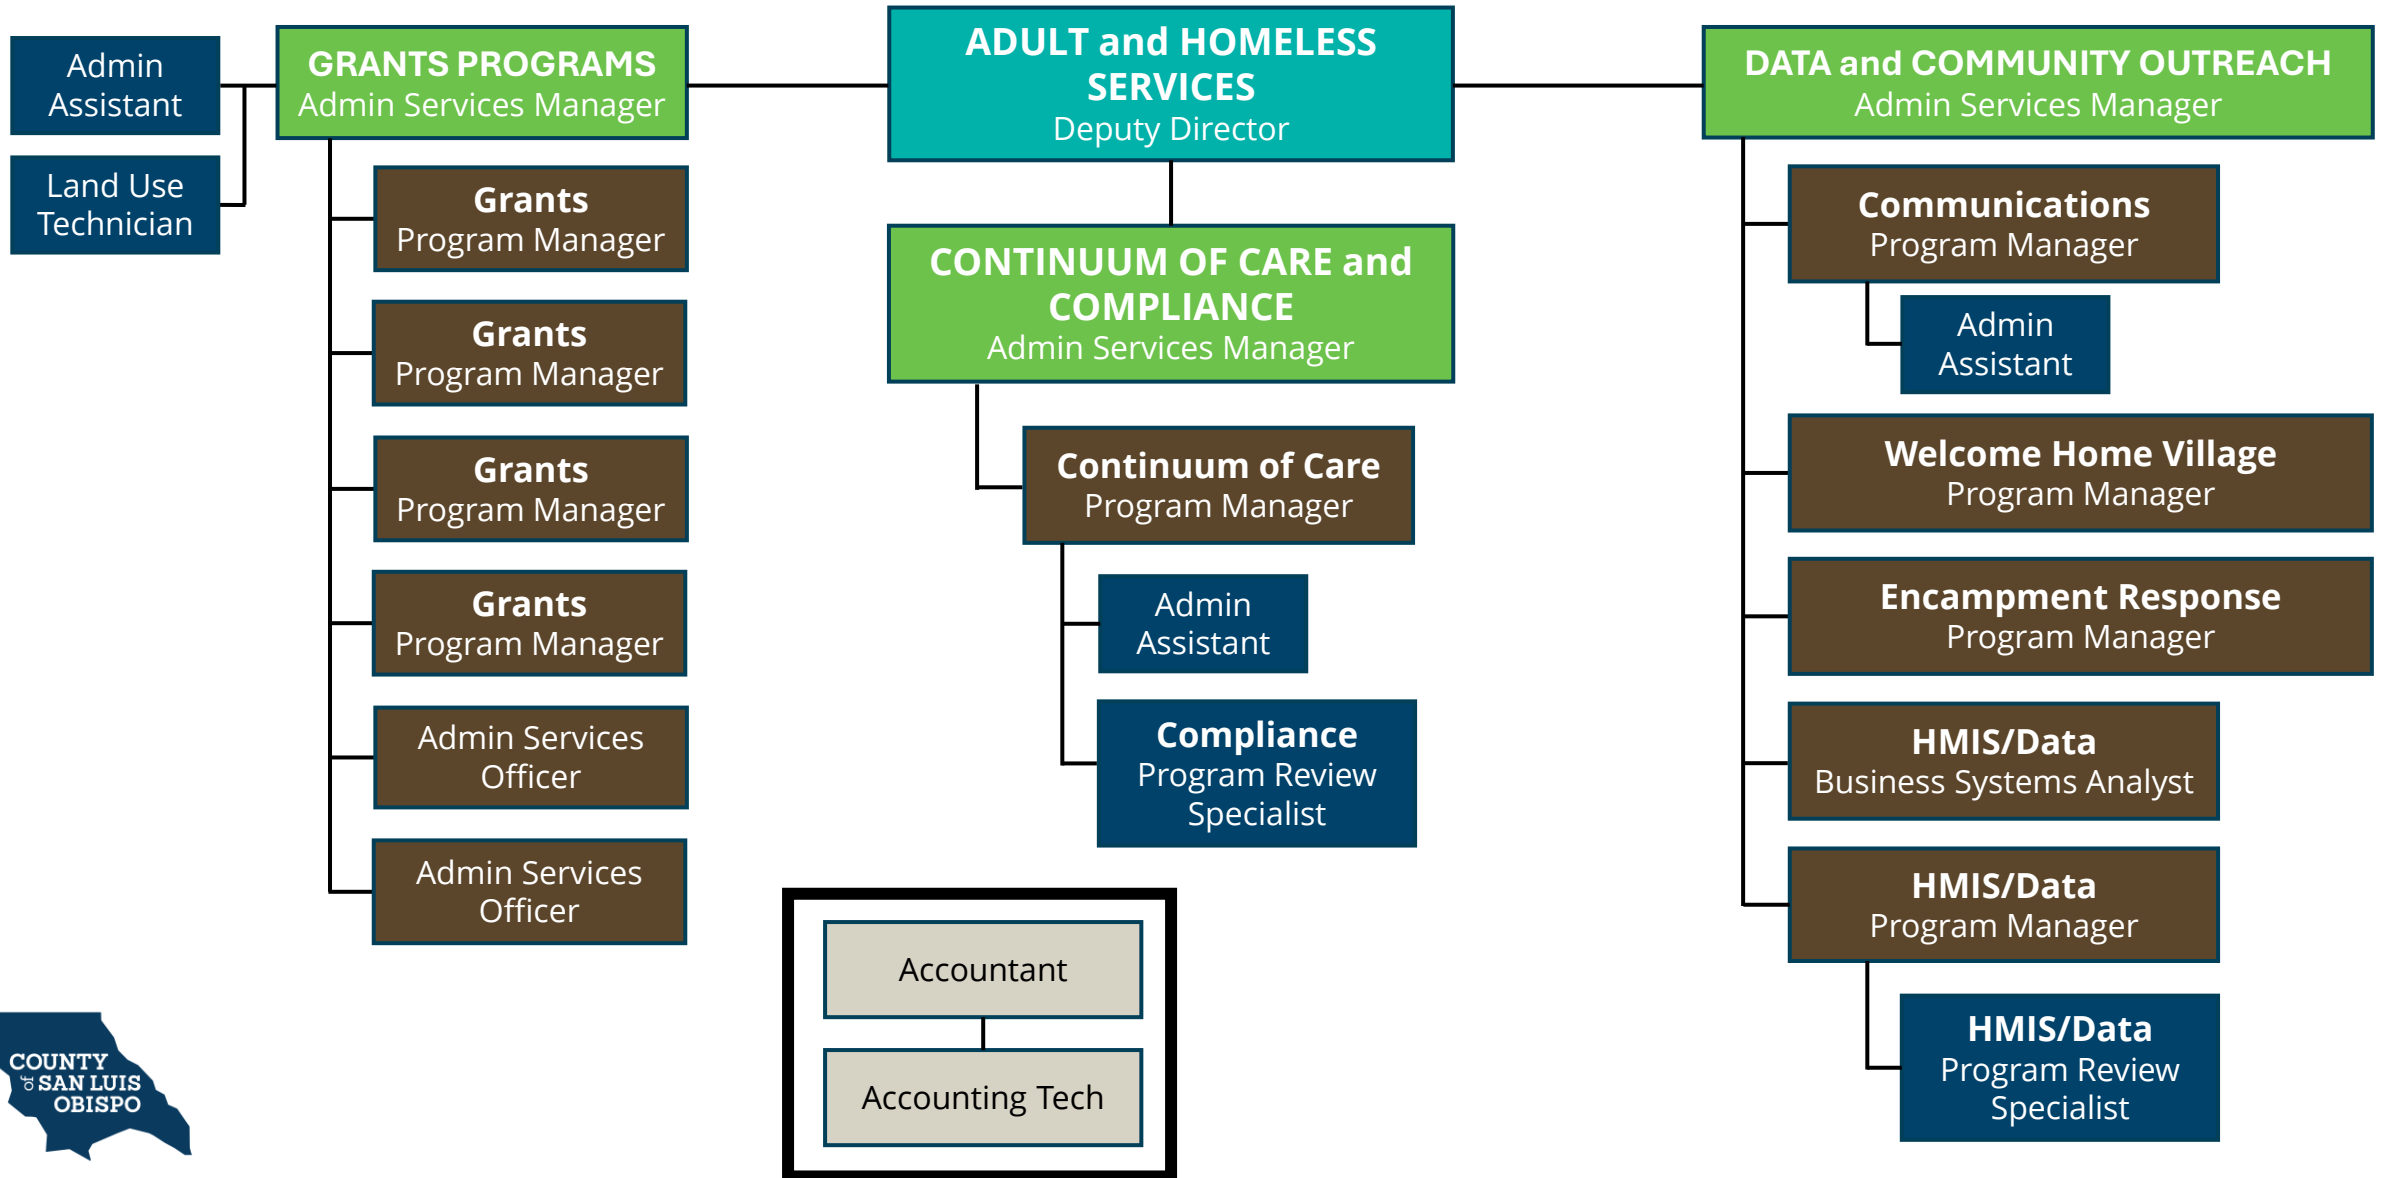 Admin
Assistant
Land Use
Technician
GRANTS PROGRAMS
Admin Services Manager
Grants
Program Manager
Grants
Program Manager
Grants
Program Manager
Grants
Program Manager
Admin Services
Officer
Admin Services
Officer
ADULT and HOMELESS
SERVICES
Deputy Director
CONTINUUM OF CARE and
COMPLIANCE
Admin Services Manager
Continuum of Care
Program Manager
Admin
Assistant
Compliance
Program Review
Specialist
Accountant
Accounting Tech
DATA and COMMUNITY OUTREACH
Admin Services Manager
Communications
Program Manager
Admin
Assistant
Welcome Home Village
Program Manager
Encampment Response
Program Manager
HMIS/Data
Business Systems Analyst
HMIS/Data
Program Manager
HMIS/Data
Program Review
Specialist
COUNTY
of SAN LUIS
OBISPO